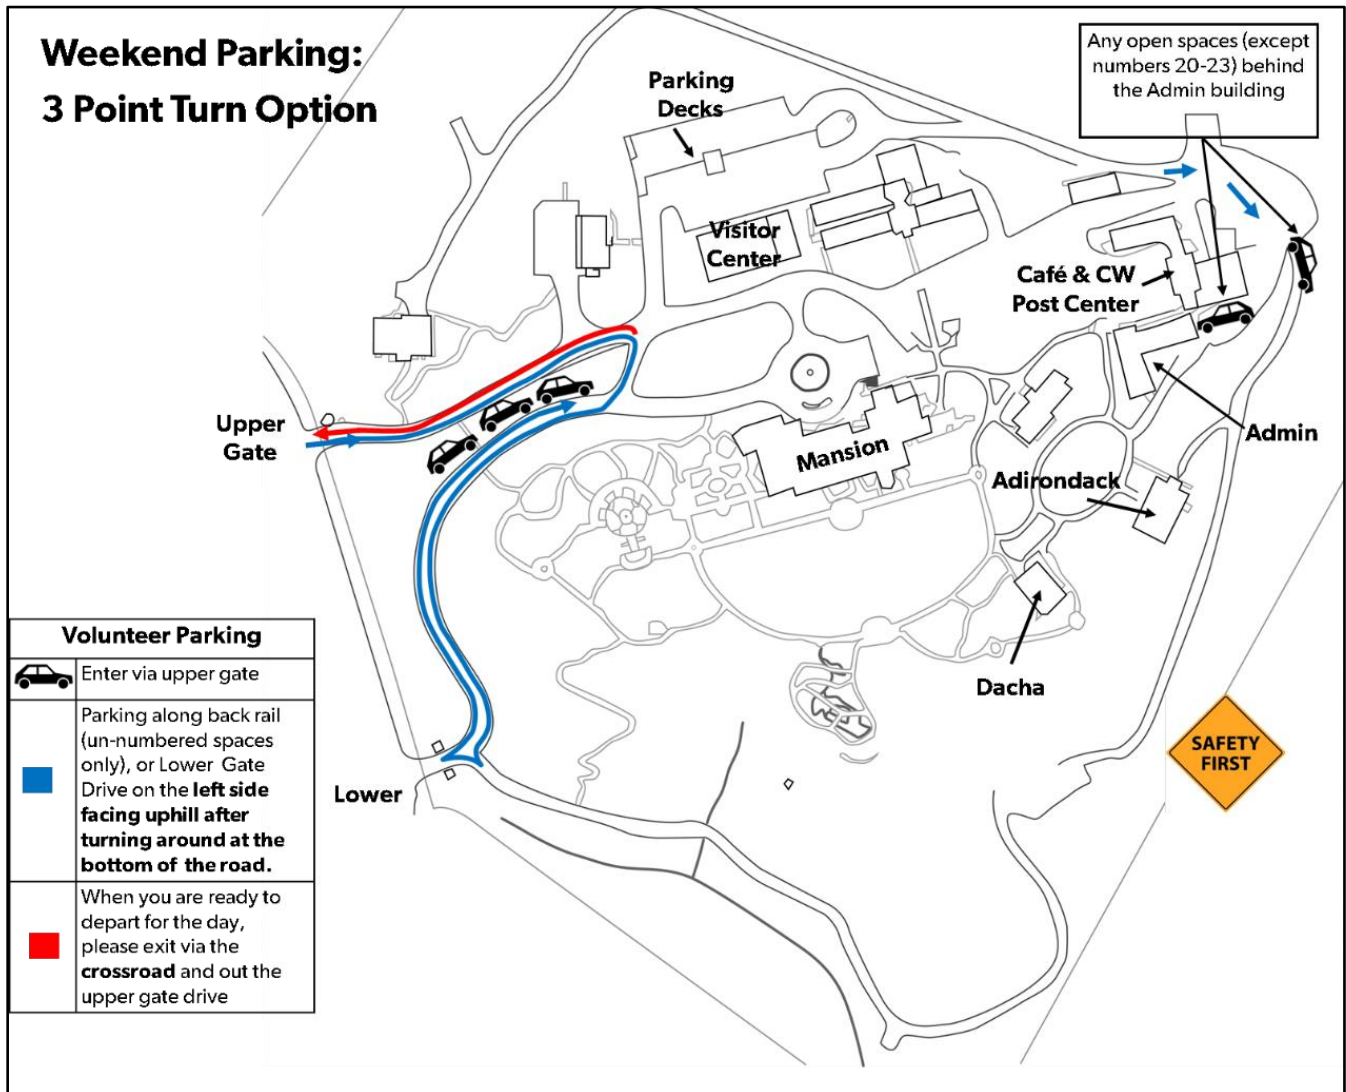 Weekend Parking:
3 Point Turn Option
Any open spaces (except
numbers 20-23) behind
the Admin building
Parking
Decks
Visitor
Center
Café & CW
Post Center
Upper
Gate
Mansion
Admin
Adirondack
Dacha
Lower
SAFETY
FIRST
Volunteer Parking
Enter via upper gate
Parking along back rail
(un-numbered spaces
only), or Lower Gate
Drive on the left side
facing uphill after
turning around at the
bottom of the road.
When you are ready to
depart for the day,
please exit via the
crossroad and out the
upper gate drive